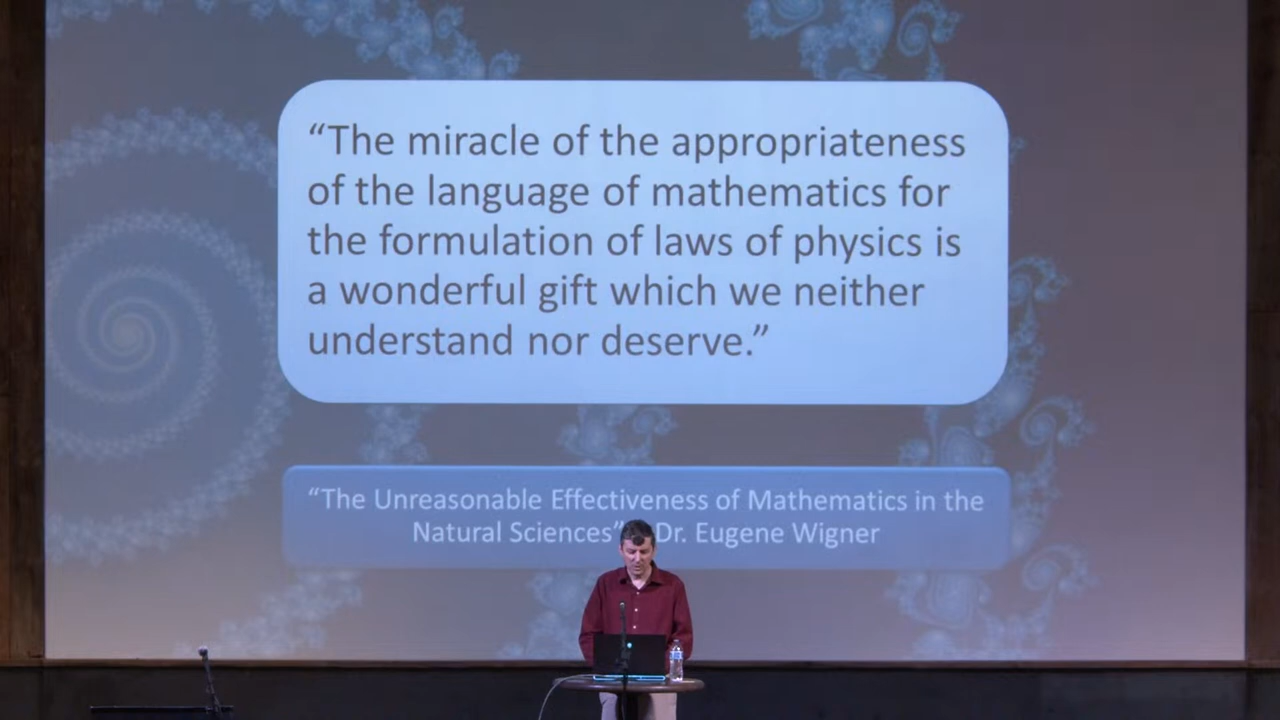 “The miracle of the appropriateness
of the language of mathematics for
the formulation of laws of physics is
a wonderful gift which we neither
understand nor deserve.”
“The Unreasonable Effectiveness of Mathematics in the
Natural Sciences” Dr. Eugene Wigner